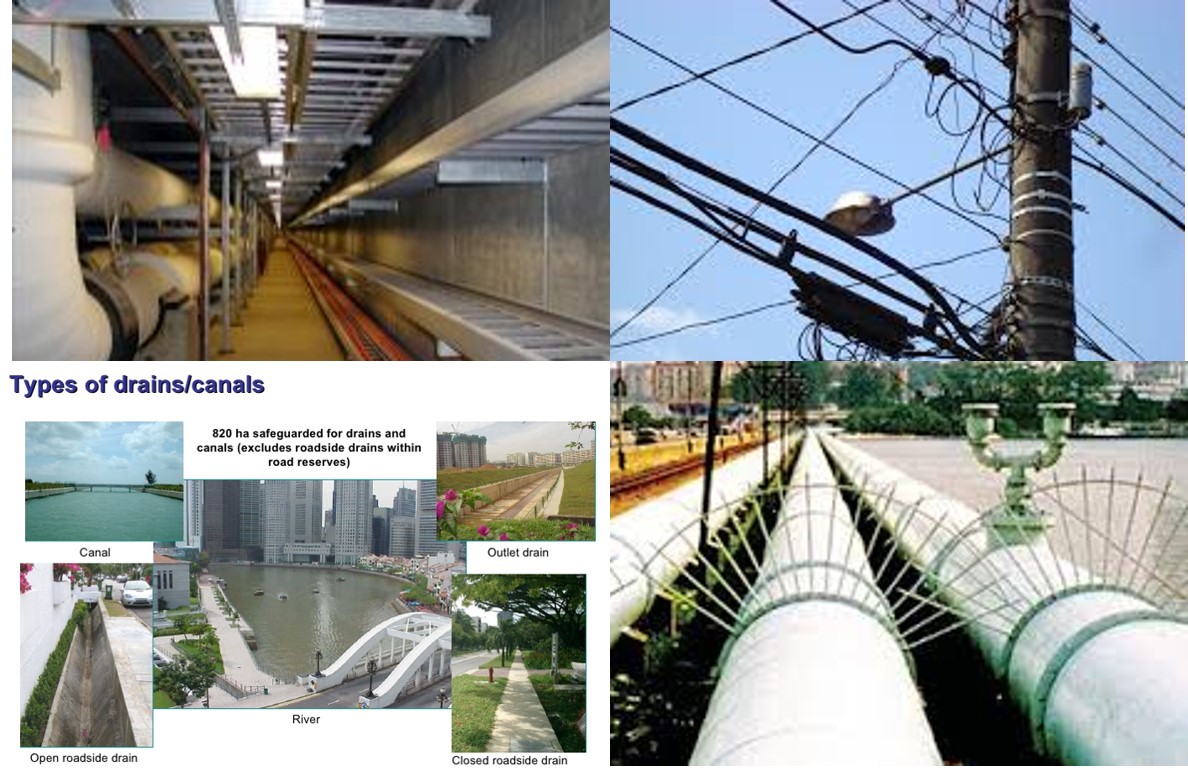 Types of drains/canals
820 ha safeguarded for drains and
canals (excludes roadside drains within
road reserves)
Canal
Outlet drain
River
Open roadside drain
Closed roadside drain